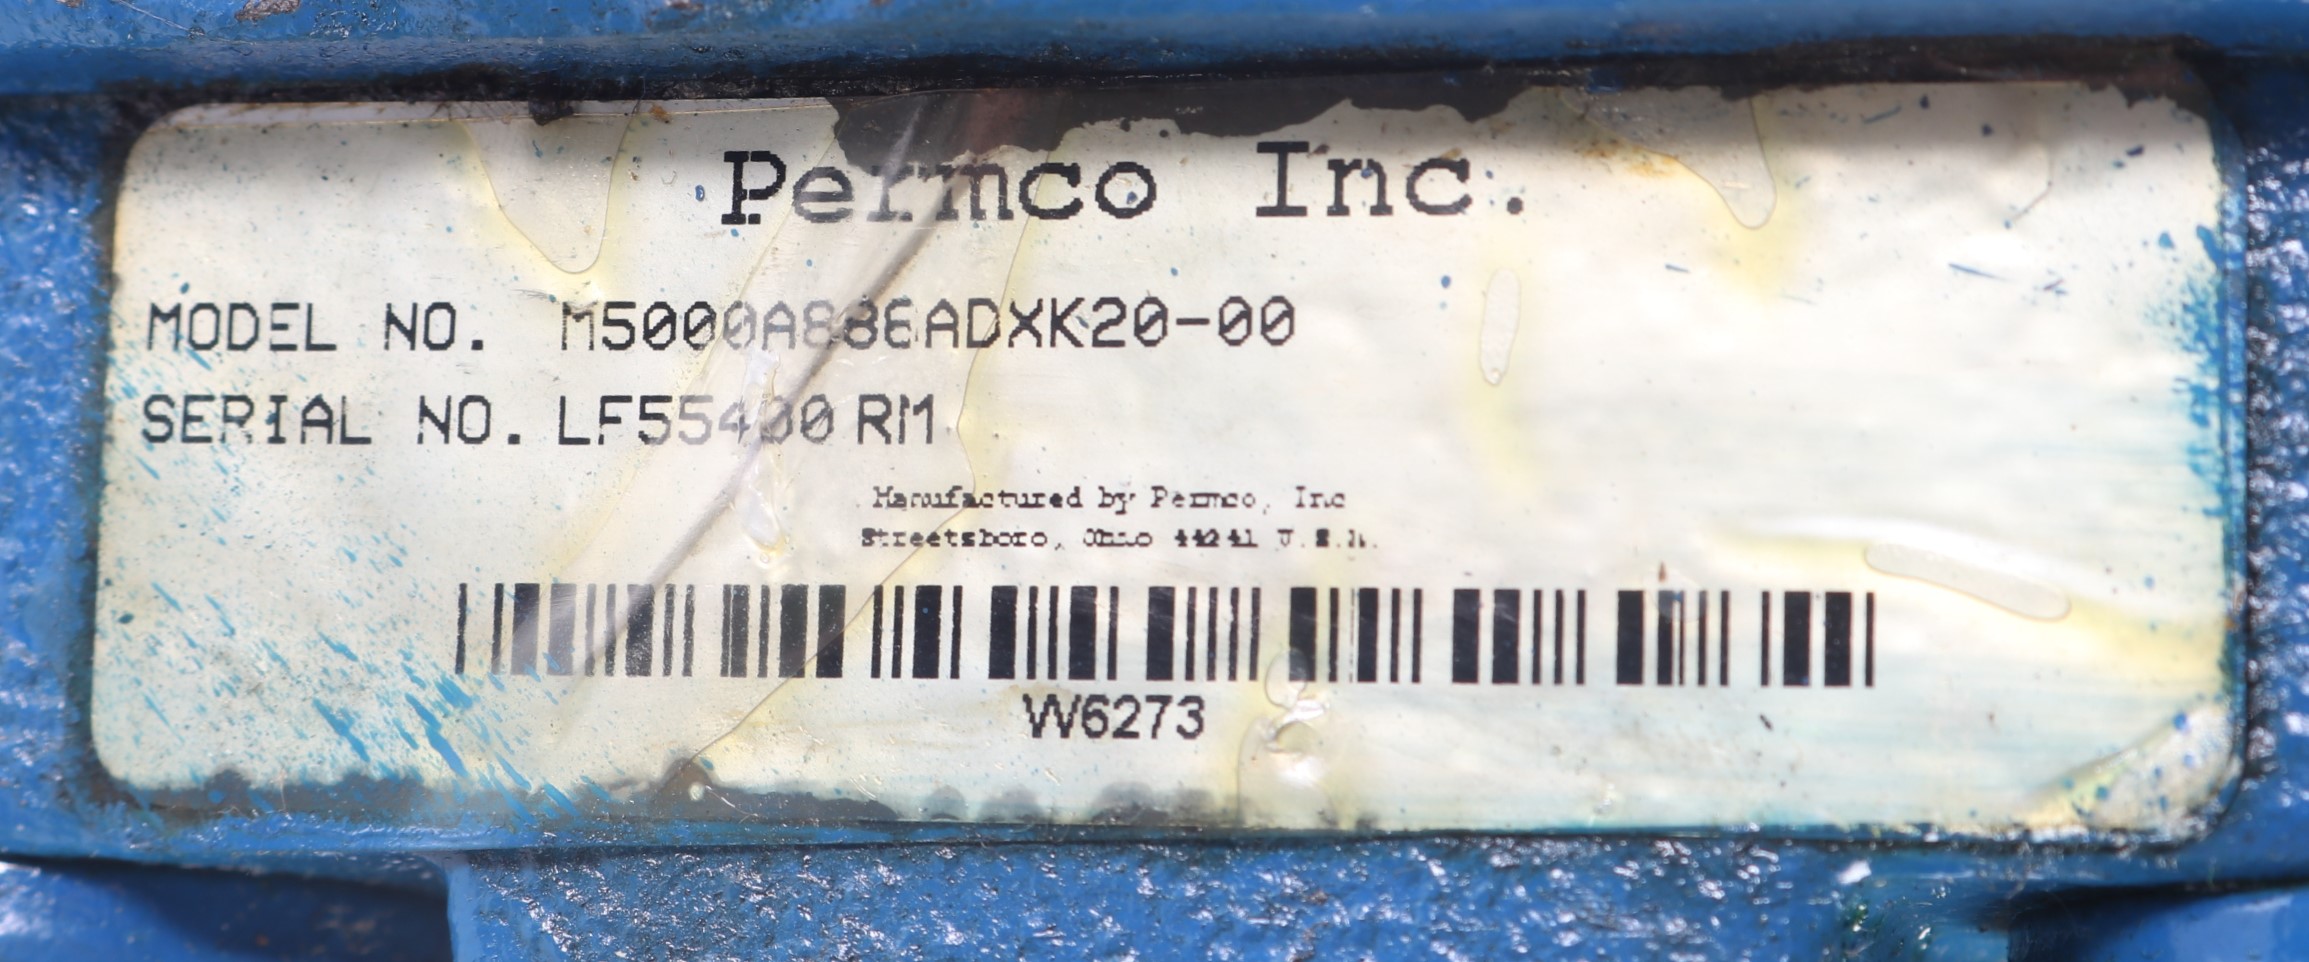 Permco Inc.
MODEL NO. M5000A886ADXK20-00
SERIAL NO. LF55400 RM
Manufactured by Permco, Inc
Streetsboro, Ohio 44241 U.S.A.
W6273